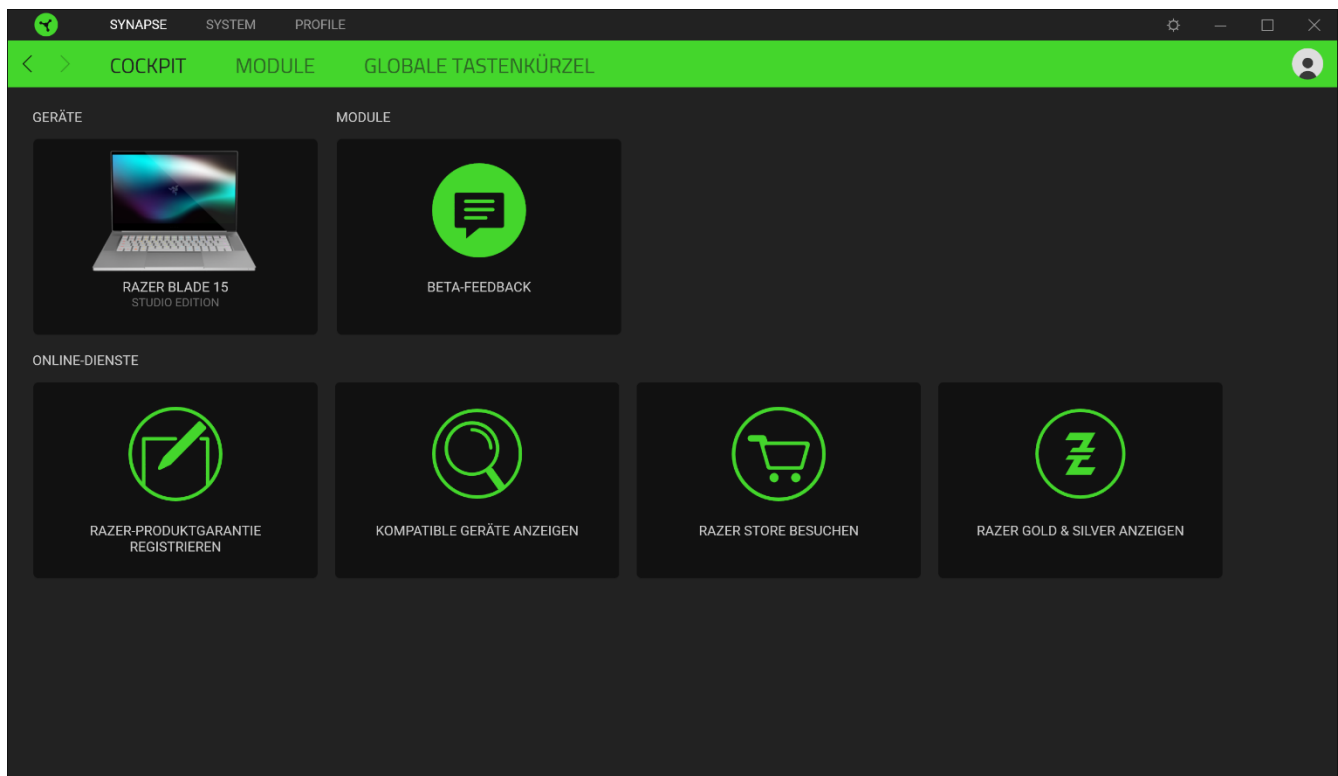 SYNAPSE SYSTEM PROFILE
COCKPIT MODULE GLOBALE TASTENKÜRZEL
GERÄTE MODULE
RAZER BLADE 15
STUDIO EDITION
BETA-FEEDBACK
ONLINE-DIENSTE
RAZER-PRODUKTGARANTIE
REGISTRIEREN
KOMPATIBLE GERÄTE ANZEIGEN
RAZER STORE BESUCHEN
RAZER GOLD & SILVER ANZEIGEN